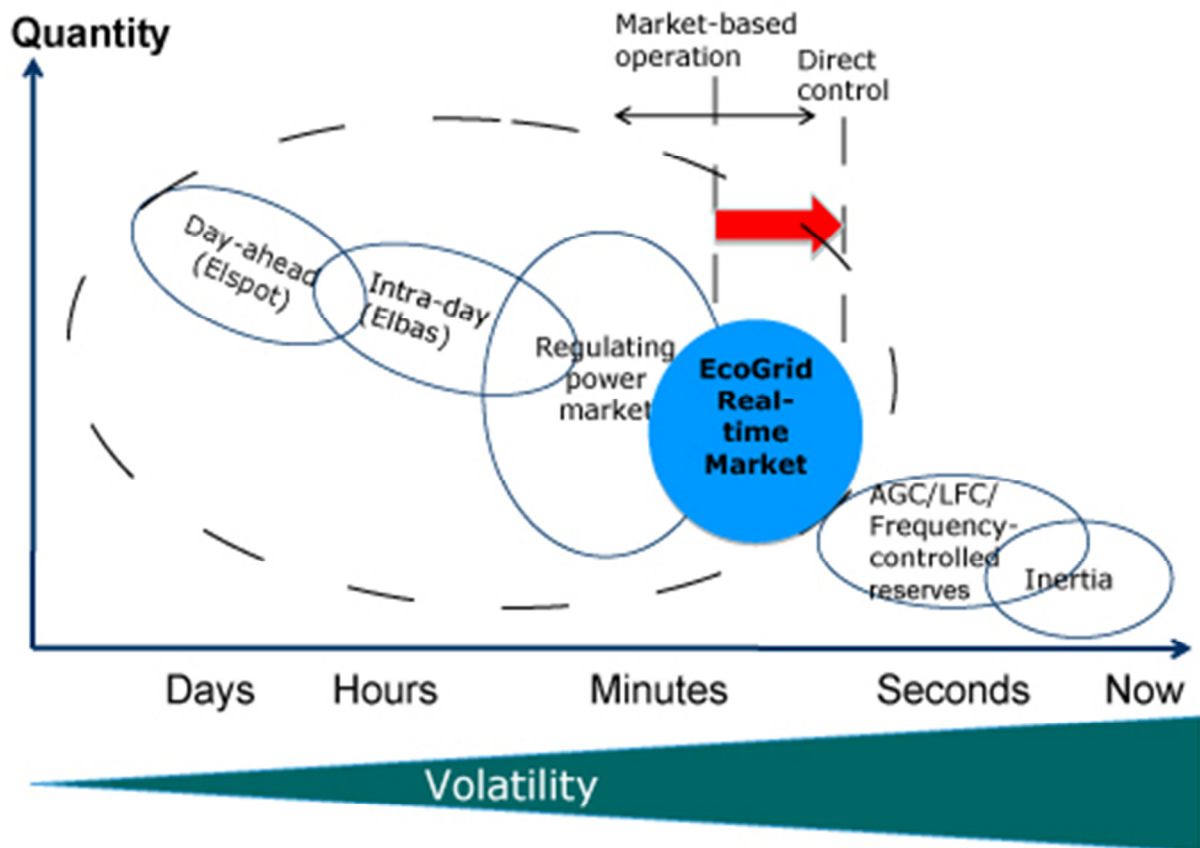 Quantity
Market-based
operation
Direct
control
Day-ahead
(Elspot)
Intra-day
(Elbas)
Regulating
power
market
EcoGrid
Real-
time
Market
AGC/LFC/
Frequency-
controlled
reserves
Inertia
Days Hours Minutes Seconds Now
Volatility